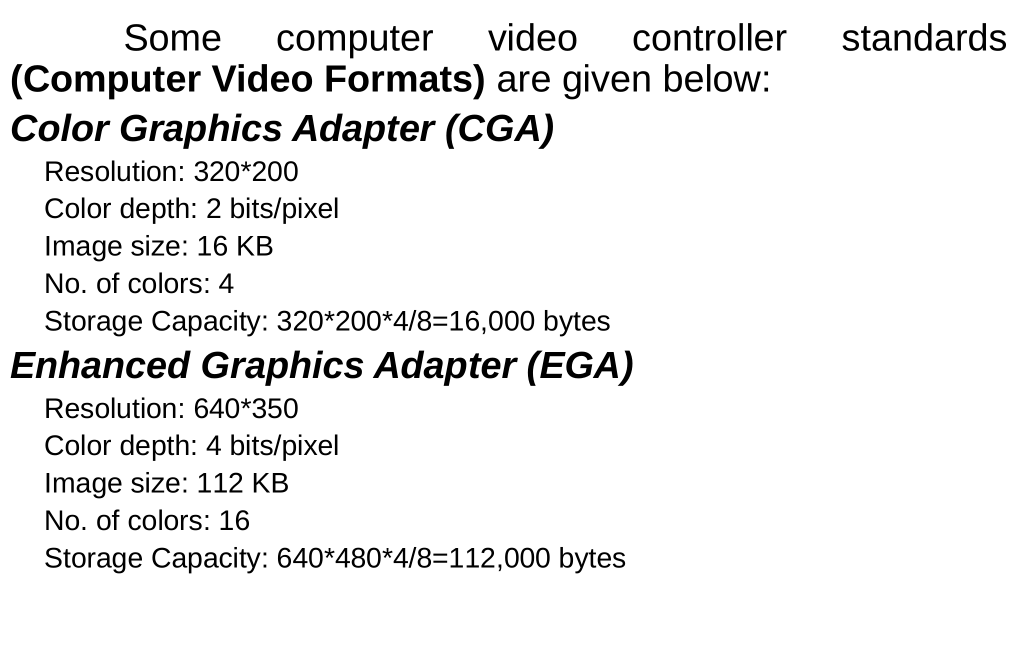 Some computer video controller standards
(Computer Video Formats) are given below:
Color Graphics Adapter (CGA)
Resolution: 320*200
Color depth: 2 bits/pixel
Image size: 16 KB
No. of colors: 4
Storage Capacity: 320*200*4/8=16,000 bytes
Enhanced Graphics Adapter (EGA)
Resolution: 640*350
Color depth: 4 bits/pixel
Image size: 112 KB
No. of colors: 16
Storage Capacity: 640*480*4/8=112,000 bytes